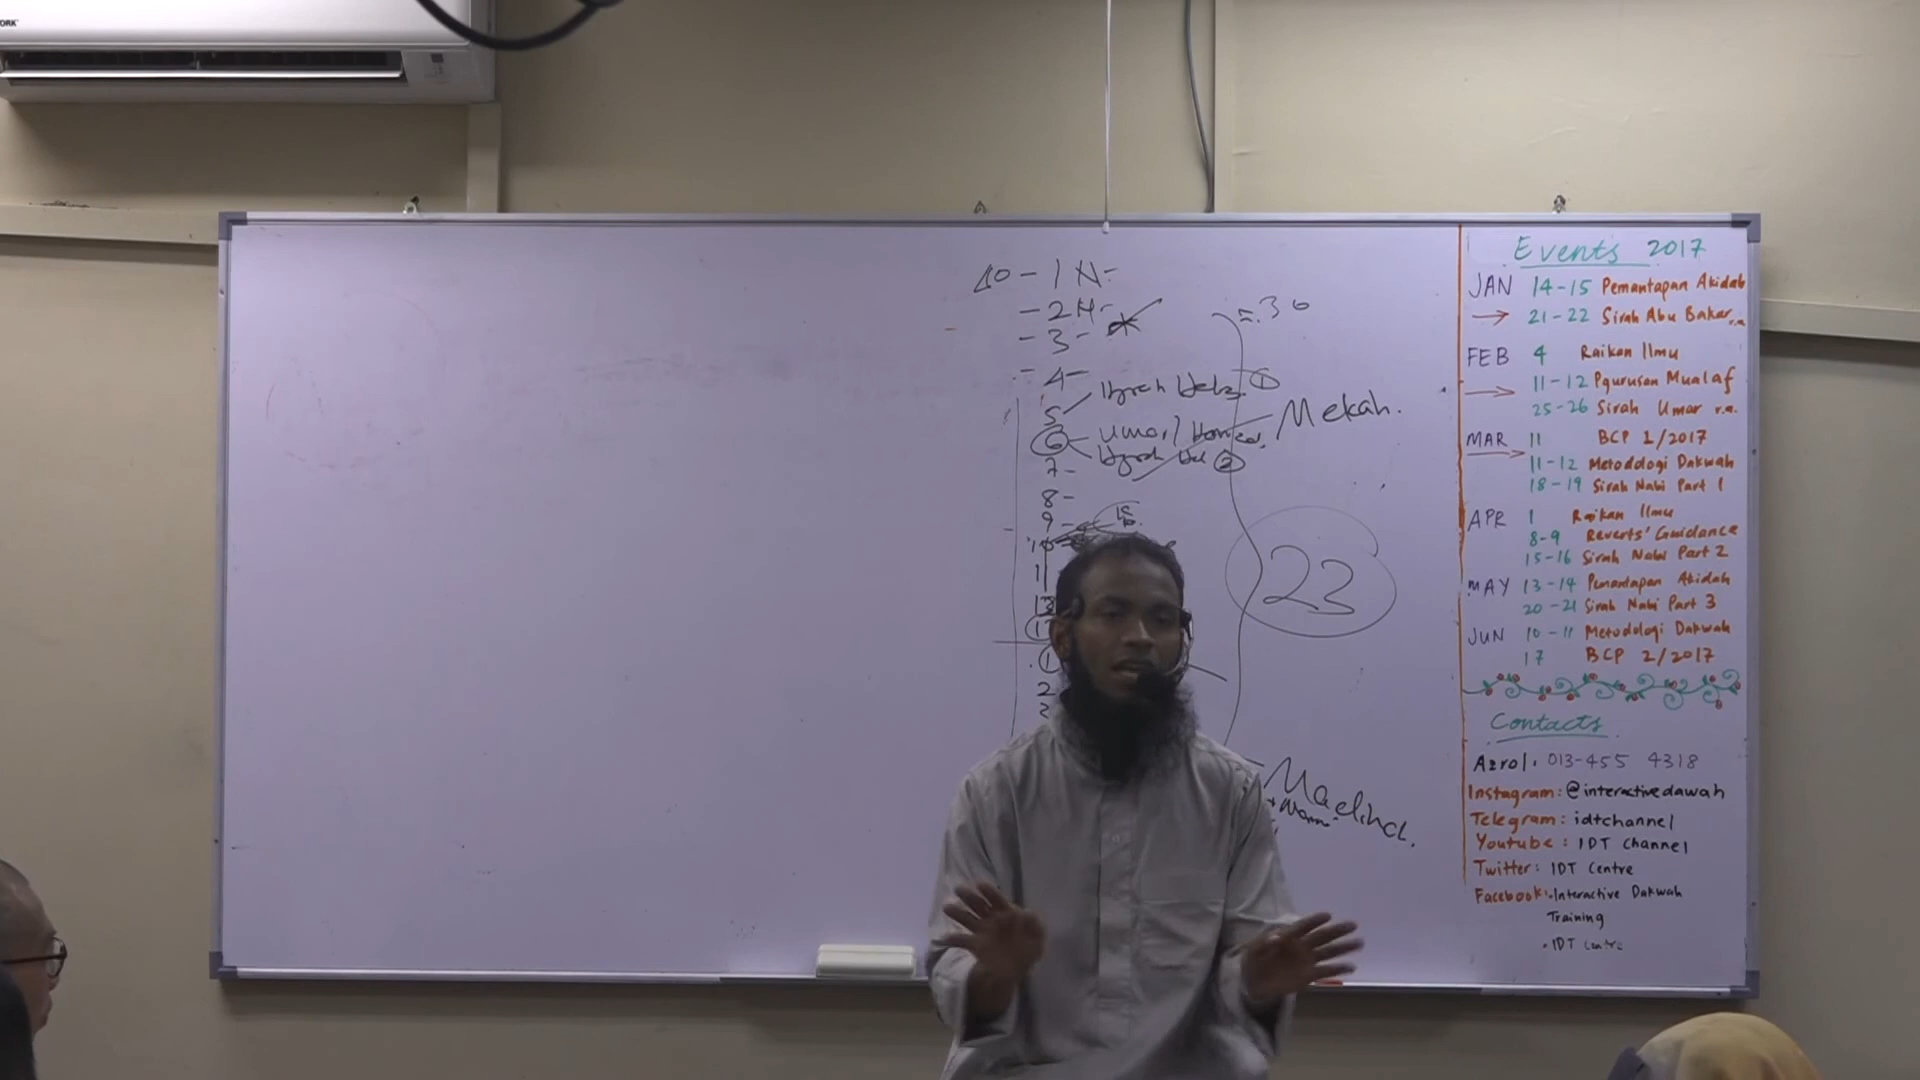 40 - 1 N-
- 2 N-
- 3 -
- 4 -
5
6 Umar /
7 -
8 -
9 -
Mekah.
23
Madinah.
Events 2017
JAN 14-15 Pemantapan Akidah
→ 21-22 Sirah Abu Bakar r.a.
FEB 4 Raikan Ilmu
→ 11-12 Pgurusan Mualaf
25-26 Sirah Umar r.a.
MAR 11 BCP 1/2017
→ 11-12 Metodologi Dakwah
18-19 Sirah Nabi Part 1
APR 1 Raikan Ilmu
8-9 Reverts' Guidance
15-16 Sirah Nabi Part 2
MAY 13-14 Pemantapan Akidah
20-21 Sirah Nabi Part 3
JUN 10-11 Metodologi Dakwah
17 BCP 2/2017
Contacts
Azrol: 013-455 4318
Instagram: @interactivedawah
Telegram: idtchannel
Youtube: IDT Channel
Twitter: IDT Centre
Facebook: Interactive Dakwah
Training
. IDT Centre